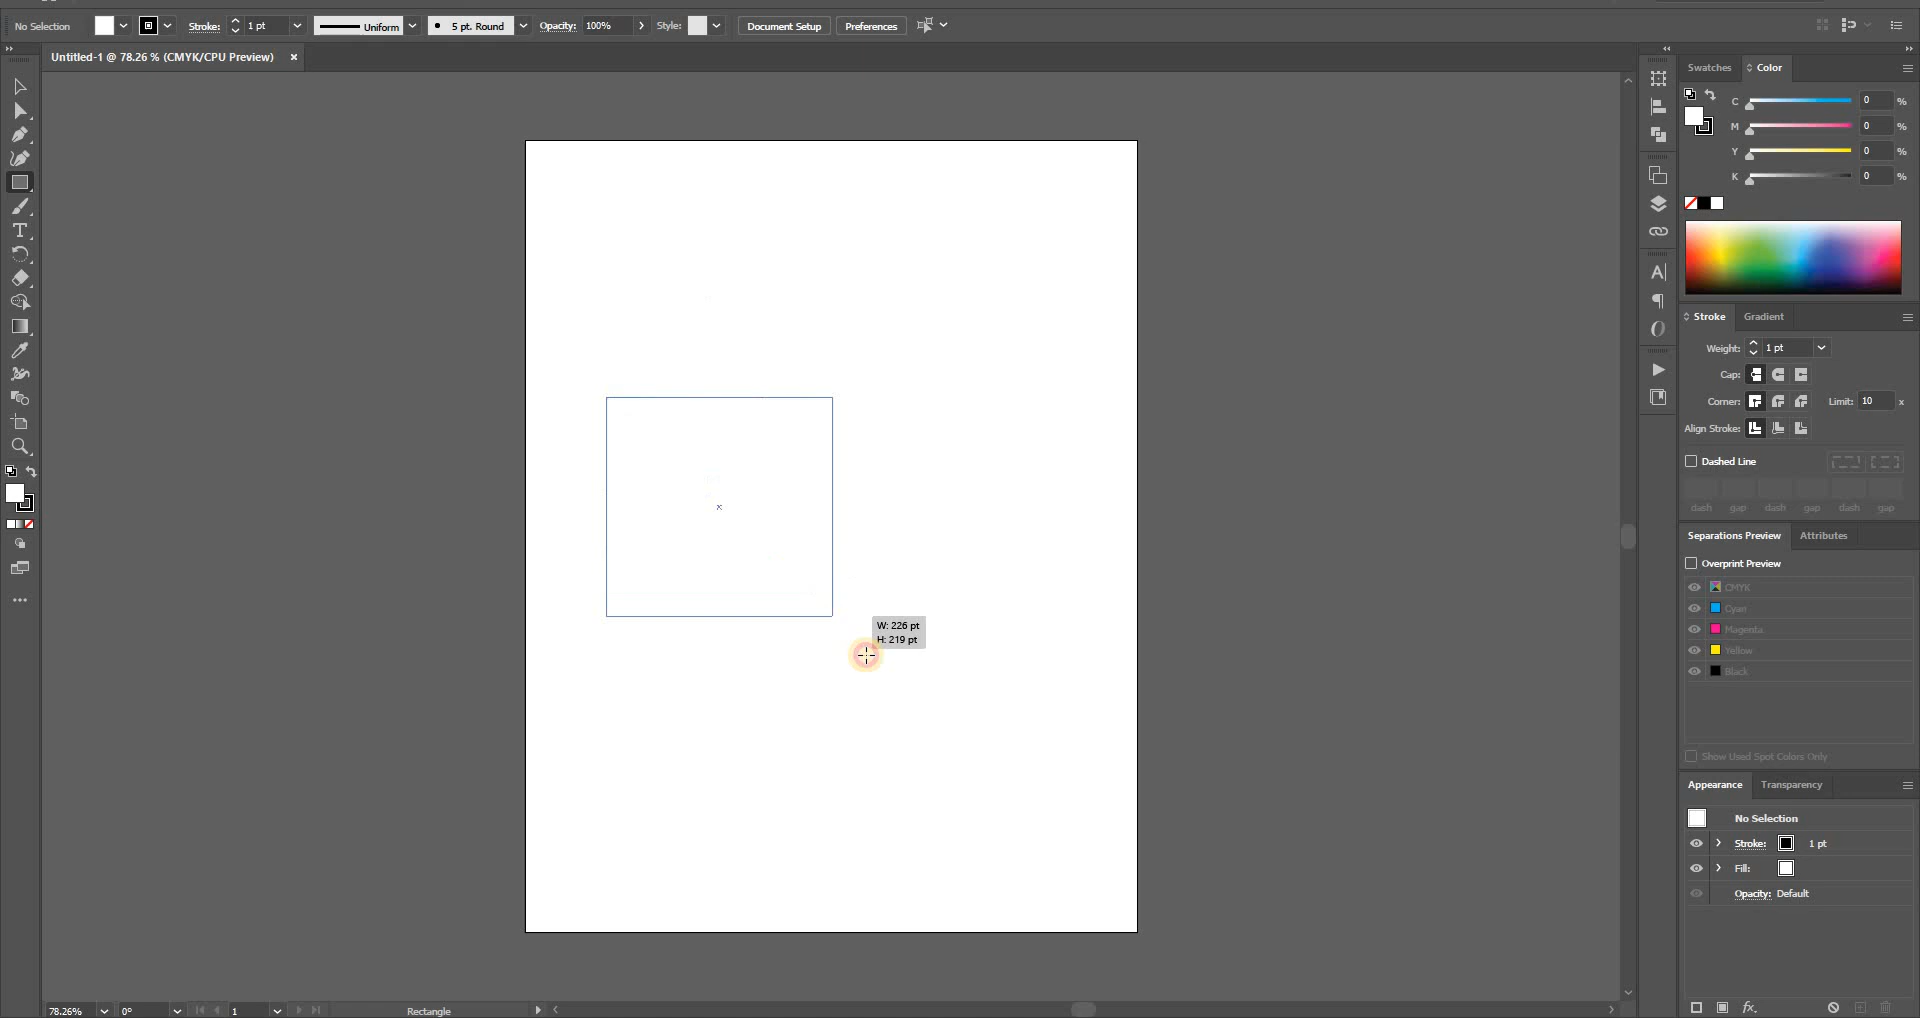 No Selection Stroke: 1 pt Uniform 5 pt. Round Opacity: 100% Style: Document Setup Preferences
Untitled-1 @ 78.26 % (CMYK/CPU Preview) ×
Swatches Color
C 0 %
M 0 %
Y 0 %
K 0 %
Stroke Gradient
Weight: 1 pt
Cap:
Corner: Limit: 10 x
Align Stroke:
Dashed Line
dash gap dash gap dash gap
Separations Preview Attributes
Overprint Preview
CMYK
Cyan
Magenta
Yellow
Black
Show Used Spot Colors Only
W: 226 pt
H: 219 pt
Appearance Transparency
No Selection
Stroke: 1 pt
Fill:
Opacity: Default
78.26% 0° 1 Rectangle